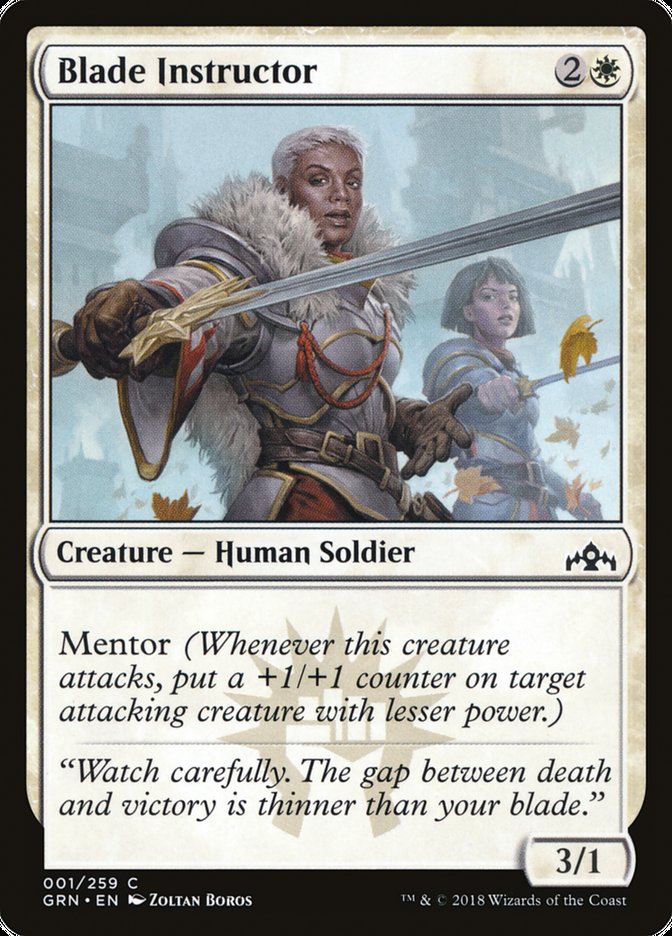 Blade Instructor 2
Creature — Human Soldier
Mentor (Whenever this creature
attacks, put a +1/+1 counter on target
attacking creature with lesser power.)
“Watch carefully. The gap between death
and victory is thinner than your blade.”
3/1
001/259 C
GRN • EN Zoltan Boros
™ & © 2018 Wizards of the Coast